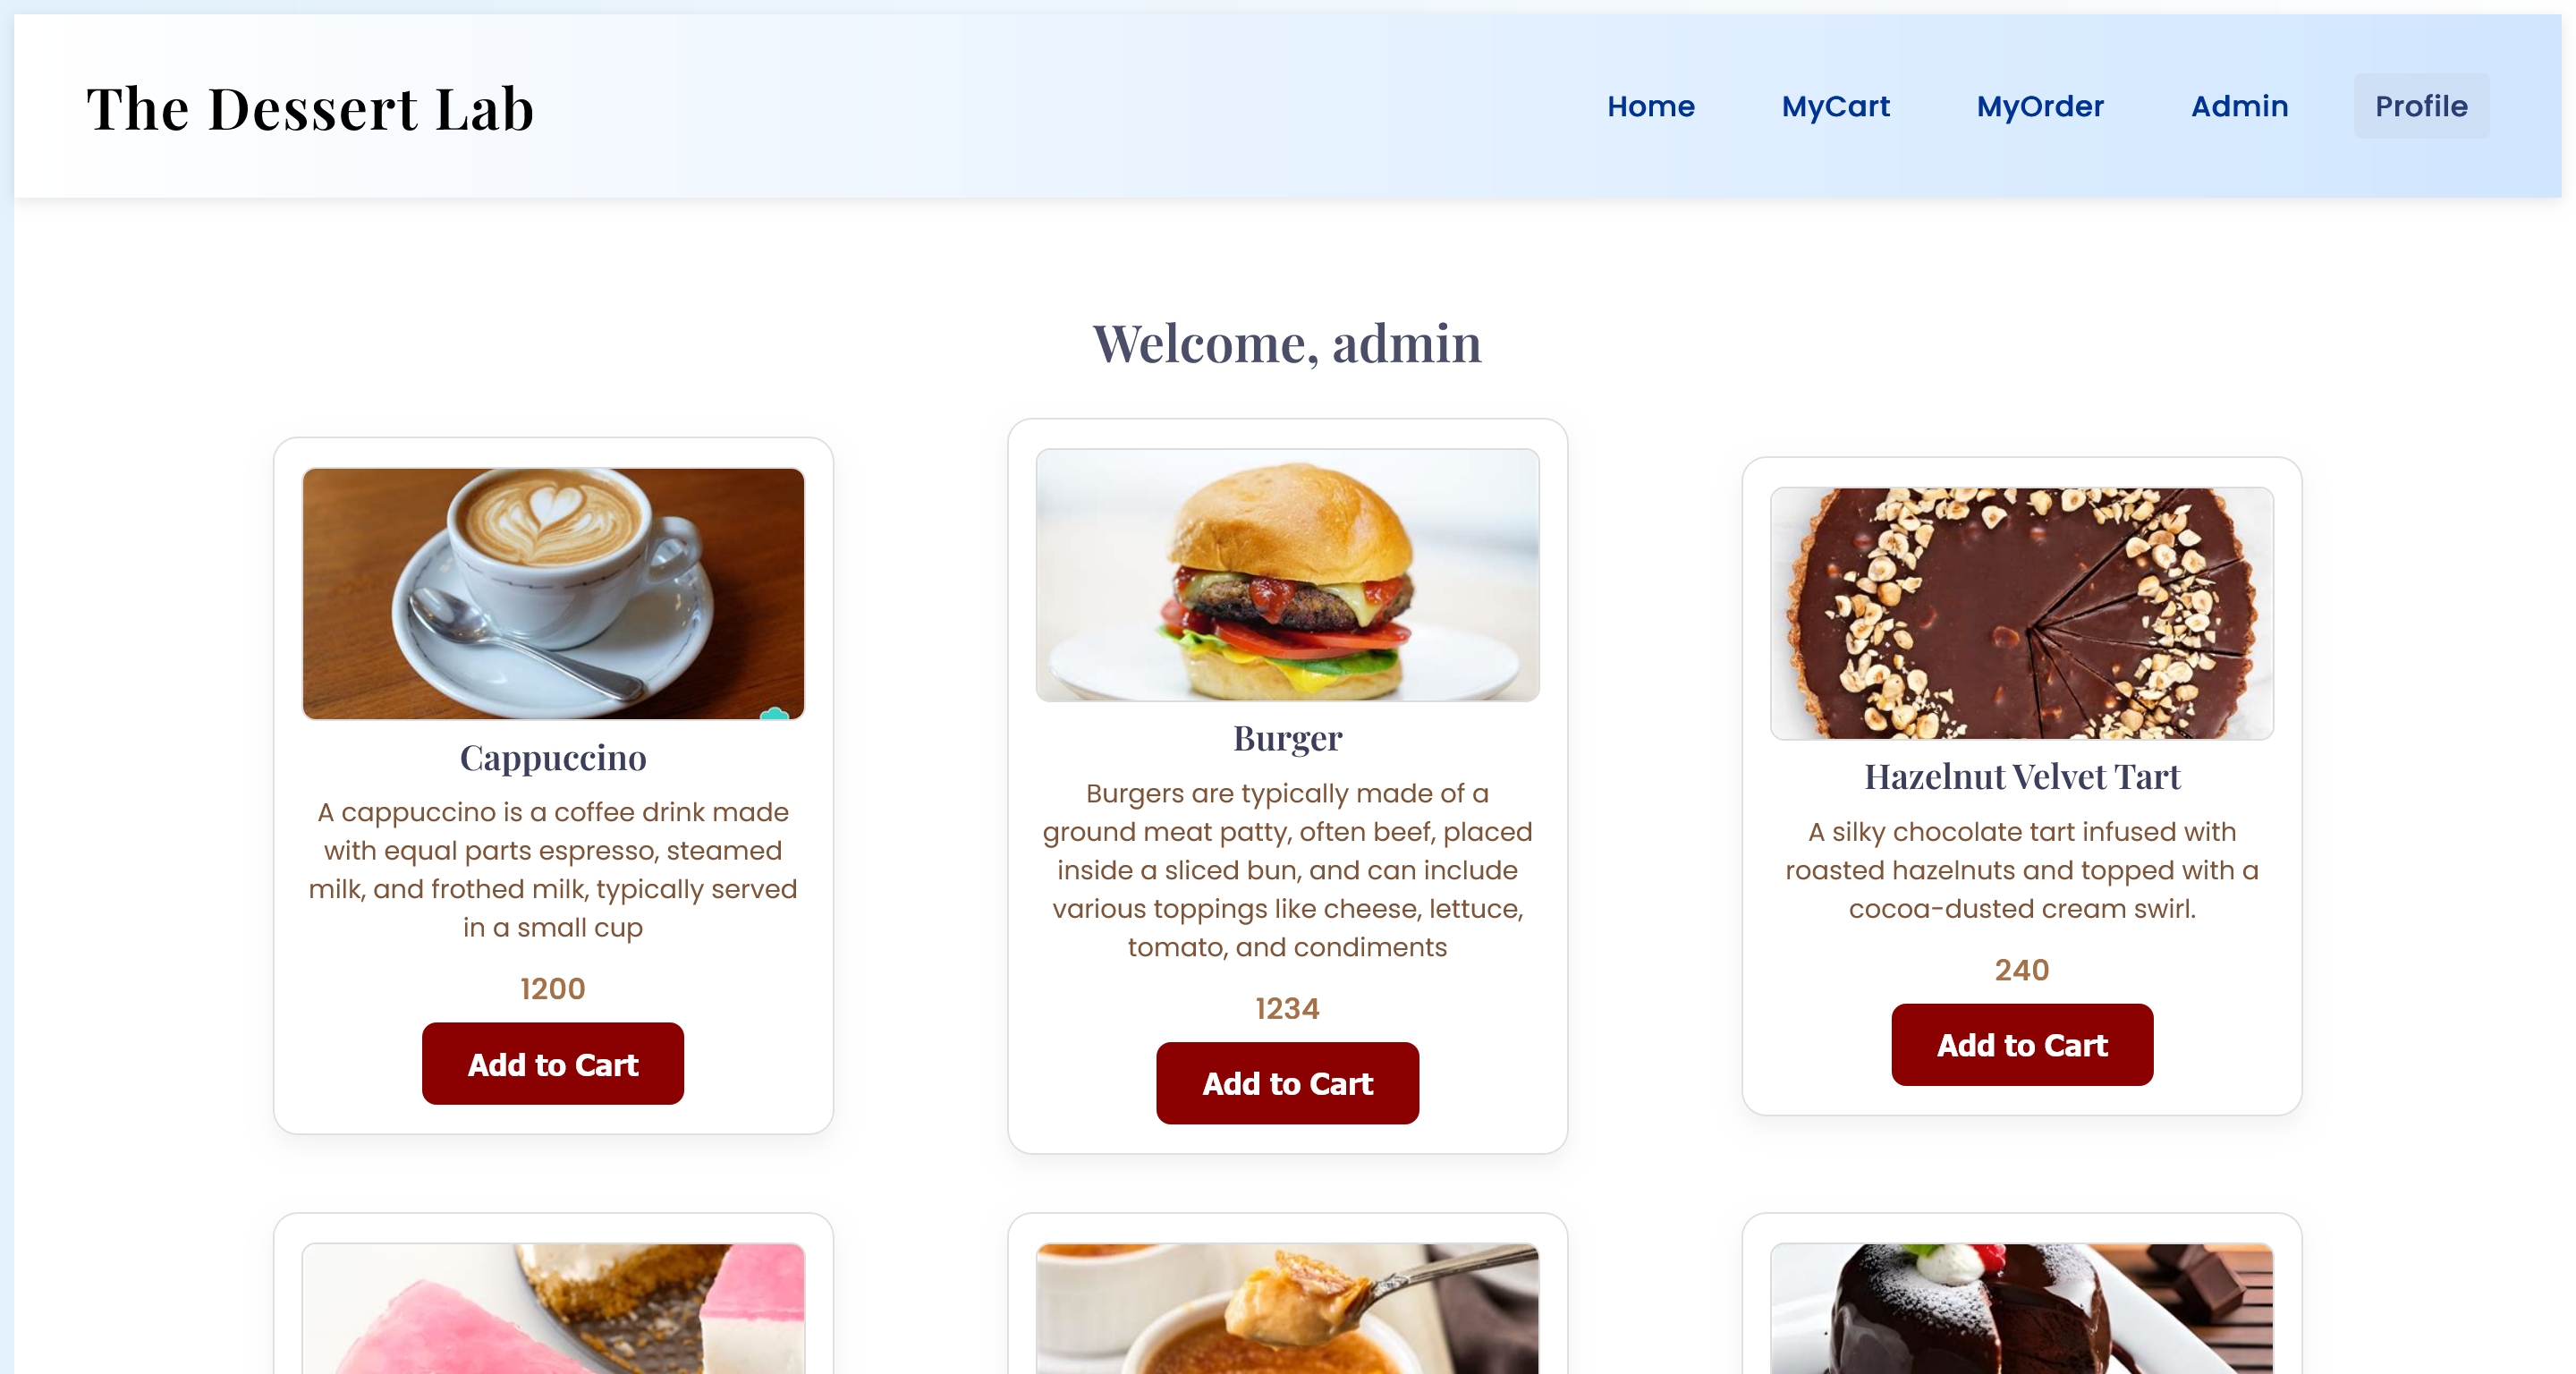 The Dessert Lab
Home
MyCart
MyOrder
Admin
Profile
Welcome, admin
Cappuccino
A cappuccino is a coffee drink made
with equal parts espresso, steamed
milk, and frothed milk, typically served
in a small cup
1200
Add to Cart
Burger
Burgers are typically made of a
ground meat patty, often beef, placed
inside a sliced bun, and can include
various toppings like cheese, lettuce,
tomato, and condiments
1234
Add to Cart
Hazelnut Velvet Tart
A silky chocolate tart infused with
roasted hazelnuts and topped with a
cocoa-dusted cream swirl.
240
Add to Cart